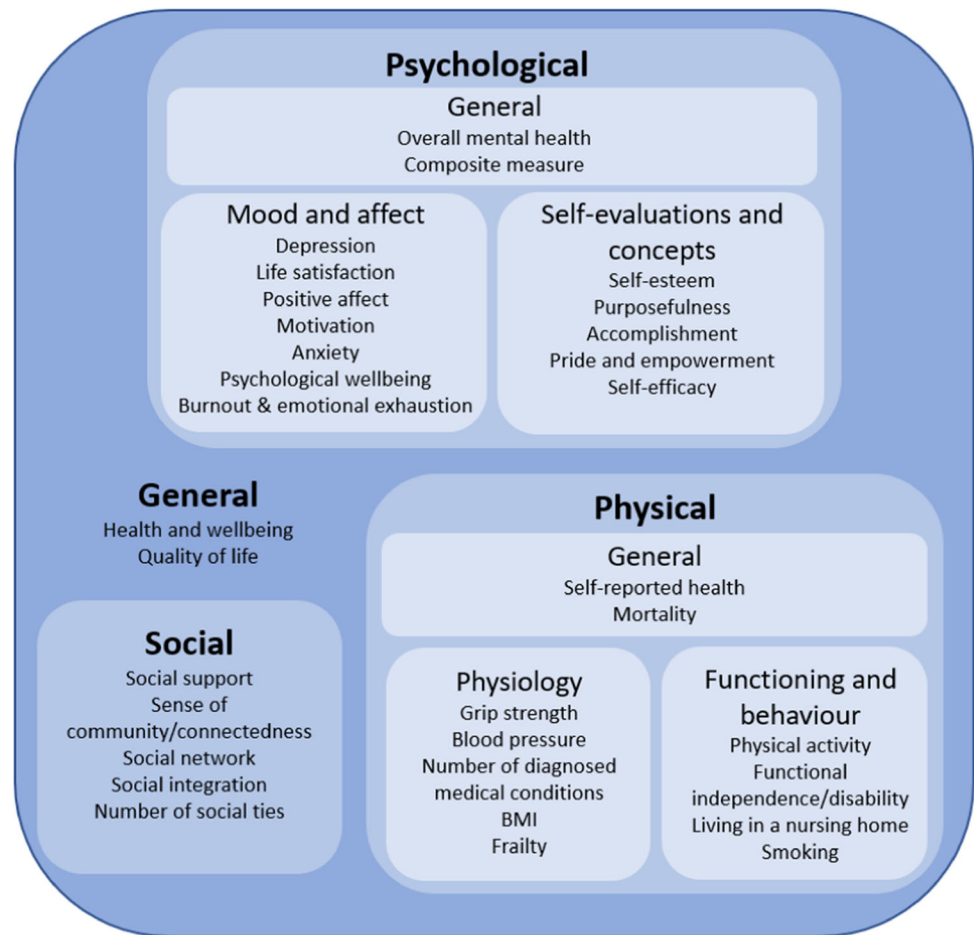 Psychological
General
Overall mental health
Composite measure
Mood and affect
Depression
Life satisfaction
Positive affect
Motivation
Anxiety
Psychological wellbeing
Burnout & emotional exhaustion
Self-evaluations and
concepts
Self-esteem
Purposefulness
Accomplishment
Pride and empowerment
Self-efficacy
General
Health and wellbeing
Quality of life
Social
Social support
Sense of
community/connectedness
Social network
Social integration
Number of social ties
Physical
General
Self-reported health
Mortality
Physiology
Grip strength
Blood pressure
Number of diagnosed
medical conditions
BMI
Frailty
Functioning and
behaviour
Physical activity
Functional
independence/disability
Living in a nursing home
Smoking